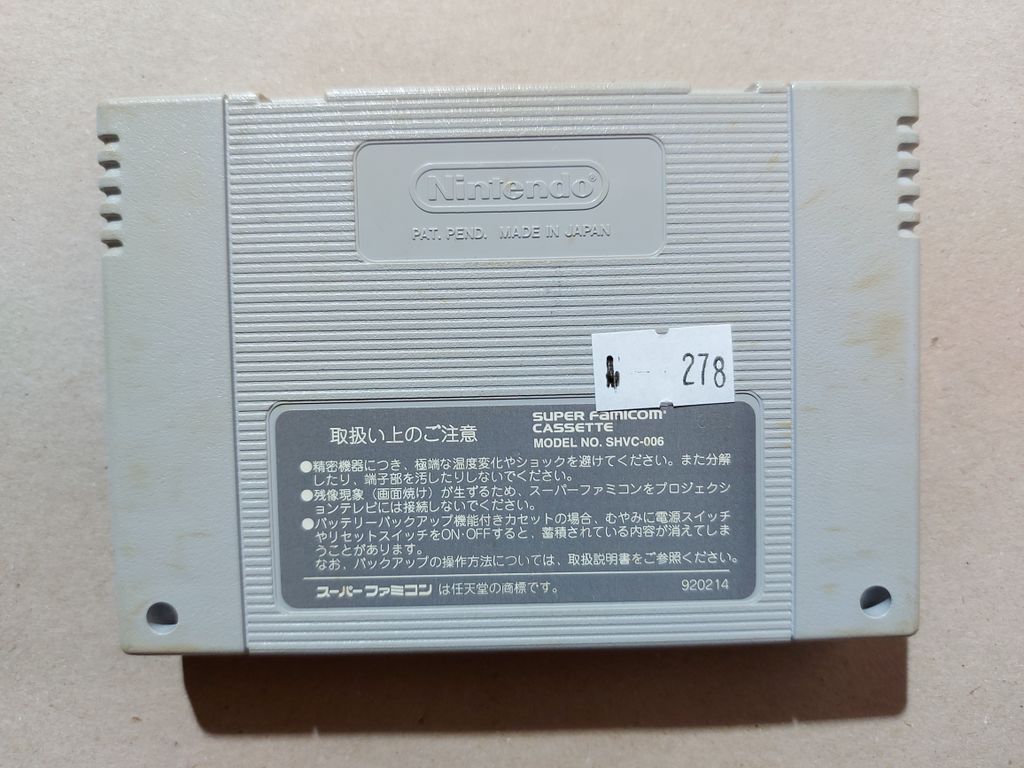 Nintendo®
PAT. PEND. MADE IN JAPAN
278
取扱い上のご注意
SUPER FAMICOM
CASSETTE
MODEL NO. SHVC-006
●精密機器につき、極端な温度変化やショックを避けてください。また分解
したり、端子部を汚したりしないでください。
●残像現象（画面焼け）が生ずるため、スーパーファミコンをプロジェクシ
ョンテレビには接続しないでください。
●バッテリーバックアップ機能付きカセットの場合、むやみに電源スイッチ
やリセットスイッチをON・OFFすると、蓄積されている内容が消えてしま
うことがあります。
なお、バックアップの操作方法については、取扱説明書をご参照ください。
スーパーファミコン は任天堂の商標です。
920214